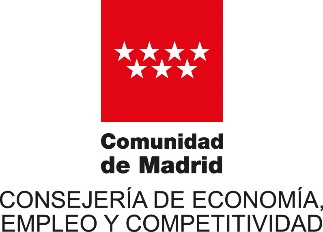 Comunidad
de Madrid
CONSEJERÍA DE ECONOMÍA,
EMPLEO Y COMPETITIVIDAD